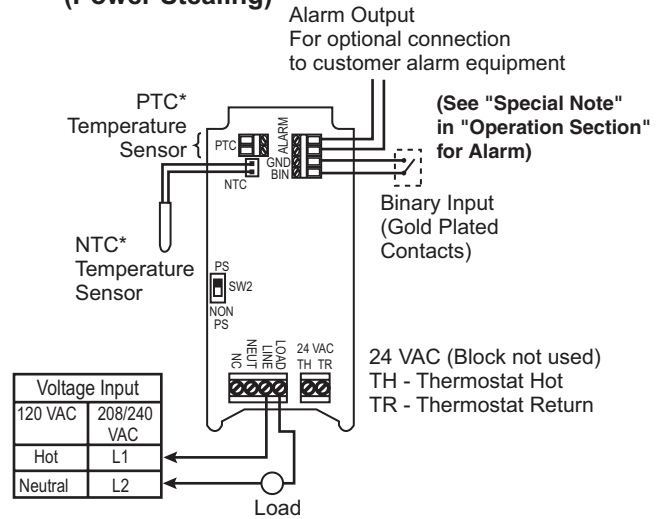 (Power Stealing)
Alarm Output
For optional connection
to customer alarm equipment
(See "Special Note"
in "Operation Section"
for Alarm)
PTC*
Temperature
Sensor
PTC
ALARM
GND
BIN
NTC
Binary Input
(Gold Plated
Contacts)
NTC*
Temperature
Sensor
PS
SW2
NON
PS
NC
NEUT
LINE
LOAD
24 VAC
TH TR
24 VAC (Block not used)
TH - Thermostat Hot
TR - Thermostat Return
Voltage Input
120 VAC 208/240
VAC
Hot L1
Neutral L2
Load